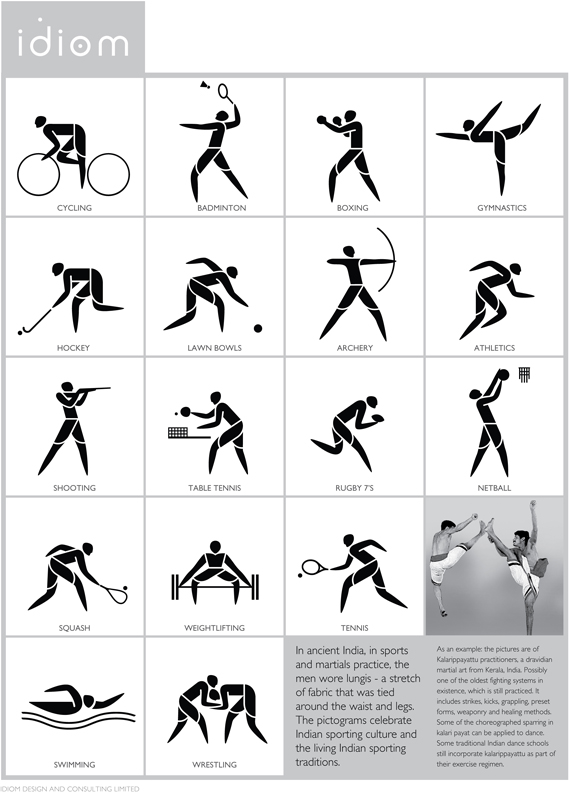 idiom
CYCLING
BADMINTON
BOXING
GYMNASTICS
HOCKEY
LAWN BOWLS
ARCHERY
ATHLETICS
SHOOTING
TABLE TENNIS
RUGBY 7'S
NETBALL
SQUASH
WEIGHTLIFTING
TENNIS
SWIMMING
WRESTLING
In ancient India, in sports
and martials practice, the
men wore lungis - a stretch
of fabric that was tied
around the waist and legs.
The pictograms celebrate
Indian sporting culture and
the living Indian sporting
traditions.
As an example: the pictures are of
Kalarippayattu practitioners, a dravidian
martial art from Kerala, India. Possibly
one of the oldest fighting systems in
existence, which is still practiced. It
includes strikes, kicks, grappling, preset
forms, weaponry and healing methods.
Some of the choreographed sparring in
kalari payat can be applied to dance.
Some traditional Indian dance schools
still incorporate kalarippayattu as part of
their exercise regimen.
IDIOM DESIGN AND CONSULTING LIMITED